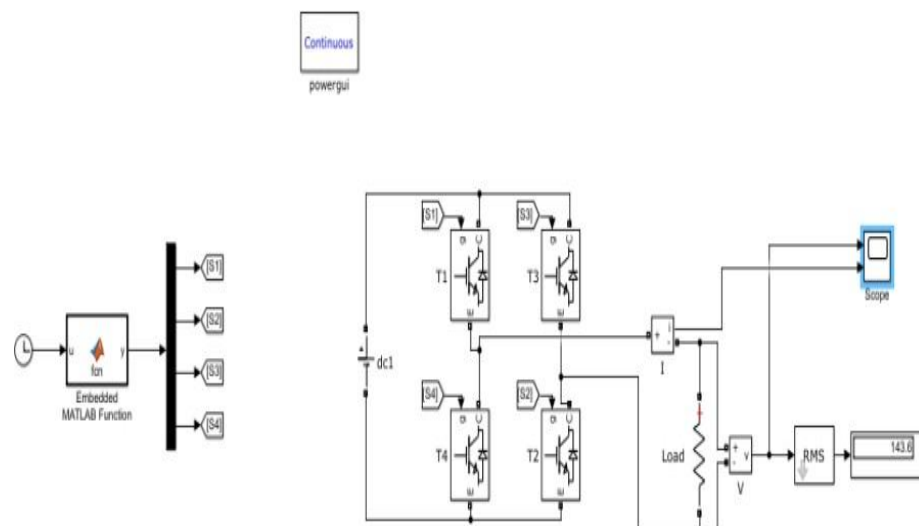 Continuous
powergui
[S1]
[S3]
g
C
g
C
[S1]
T1
T3
Scope
E
E
i
+
-
I
[S2]
u
fcn
y
dc1
[S3]
[S4]
[S2]
Embedded
MATLAB Function
g
C
g
C
[S4]
T4
T2
Load
+
-
v
RMS
143.6
V
E
E